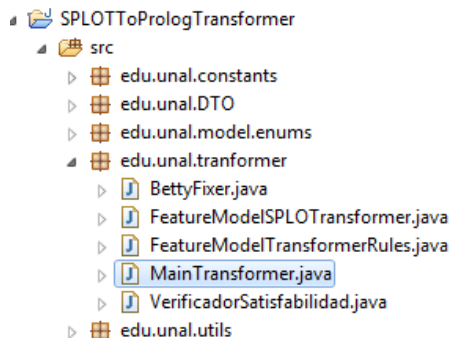 SPLOTToPrologTransformer
src
edu.unal.constants
edu.unal.DTO
edu.unal.model.enums
edu.unal.tranformer
BettyFixer.java
FeatureModelSPLOTransformer.java
FeatureModelTransformerRules.java
MainTransformer.java
VerificadorSatisfabilidad.java
edu.unal.utils